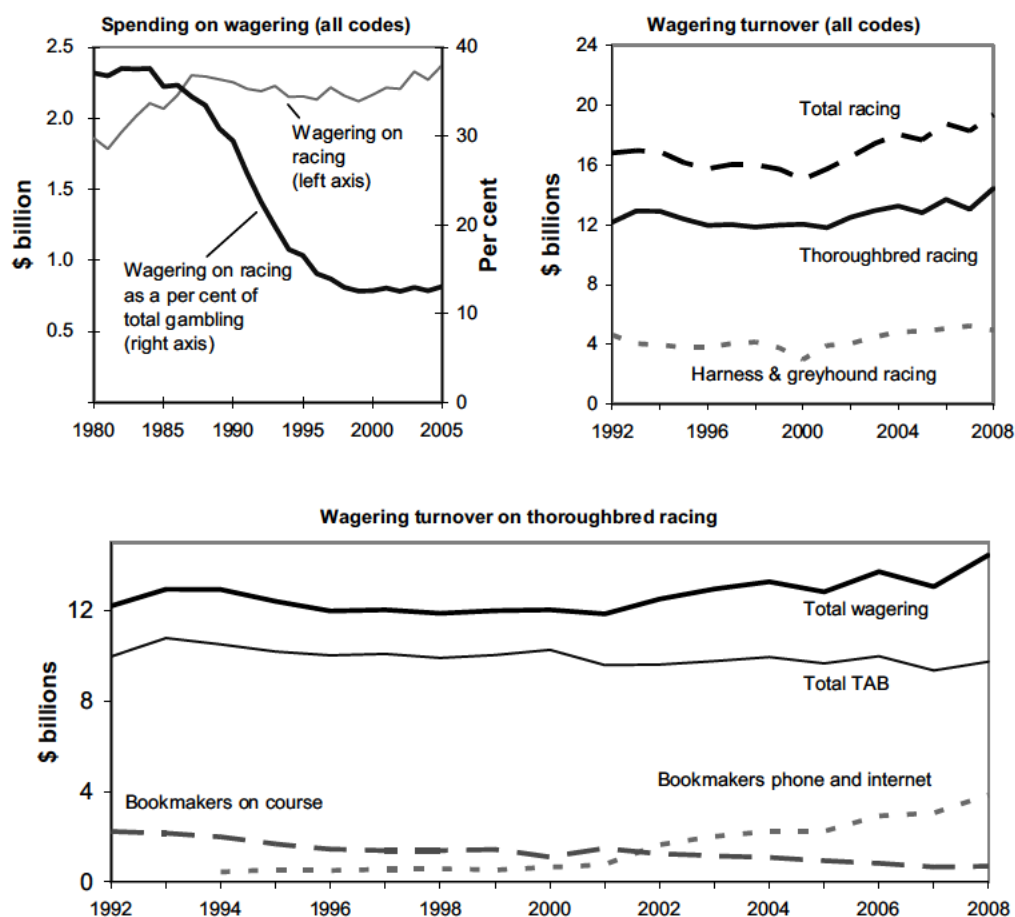 Spending on wagering (all codes)
2.5
2.0
1.5
1.0
0.5
$ billion
40
30
20
10
0
Per cent
Wagering on
racing
(left axis)
Wagering on racing
as a per cent of
total gambling
(right axis)
1980 1985 1990 1995 2000 2005
Wagering turnover (all codes)
24
20
16
12
8
4
0
$ billions
Total racing
Thoroughbred racing
Harness & greyhound racing
1992 1996 2000 2004 2008
Wagering turnover on thoroughbred racing
12
8
4
0
$ billions
Total wagering
Total TAB
Bookmakers phone and internet
Bookmakers on course
1992 1994 1996 1998 2000 2002 2004 2006 2008